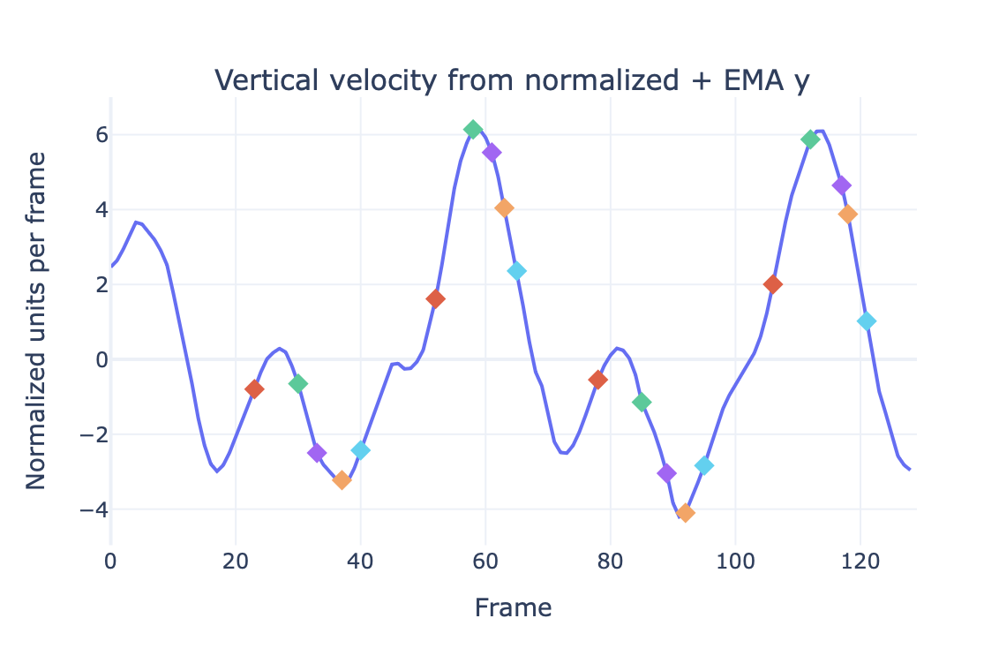 Vertical velocity from normalized + EMA y
Normalized units per frame
6
4
2
0
−2
−4
0 20 40 60 80 100 120
Frame